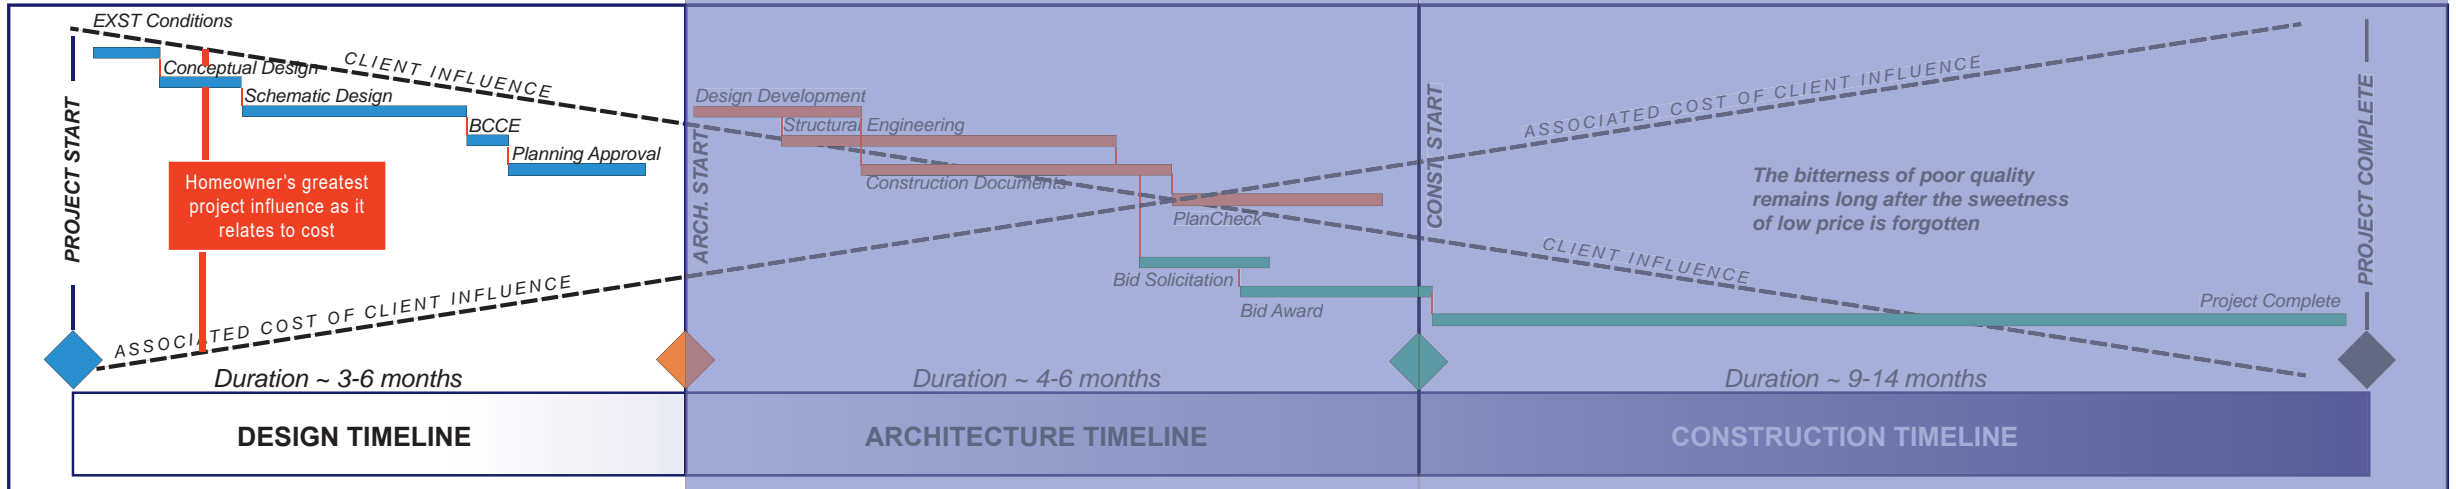 EXST Conditions
Conceptual Design
Schematic Design
BCCE
Planning Approval
CLIENT INFLUENCE
PROJECT START
Homeowner's greatest
project influence as it
relates to cost
ASSOCIATED COST OF CLIENT INFLUENCE
Duration ~ 3-6 months
DESIGN TIMELINE
ARCH. START
Design Development
Structural Engineering
Construction Documents
PlanCheck
Bid Solicitation
Bid Award
Duration ~ 4-6 months
ARCHITECTURE TIMELINE
CONST. START
ASSOCIATED COST OF CLIENT INFLUENCE
The bitterness of poor quality
remains long after the sweetness
of low price is forgotten
CLIENT INFLUENCE
Project Complete
PROJECT COMPLETE
Duration ~ 9-14 months
CONSTRUCTION TIMELINE